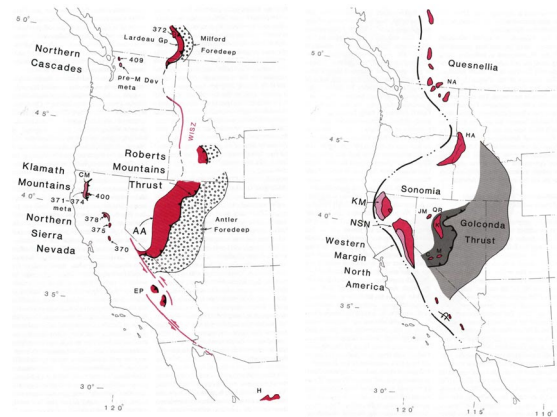 50°
372
Lardeau Gp
Milford
Foredeep
Northern
Cascades
409
pre-M Dev
meta
45°
WISZ
Roberts
Mountains
Thrust
Klamath
Mountains
CM
40°
371-374
meta
400
Northern
Sierra
Nevada
378
375
370
AA
Antler
Foredeep
35°
EP
30°
120°
H
50°
Quesnellia
NA
45°
HA
Sonomia
KM
40°
NSN
JM
QR
Golconda
Thrust
Western
Margin
North
America
35°
30°
120°
115°
110°